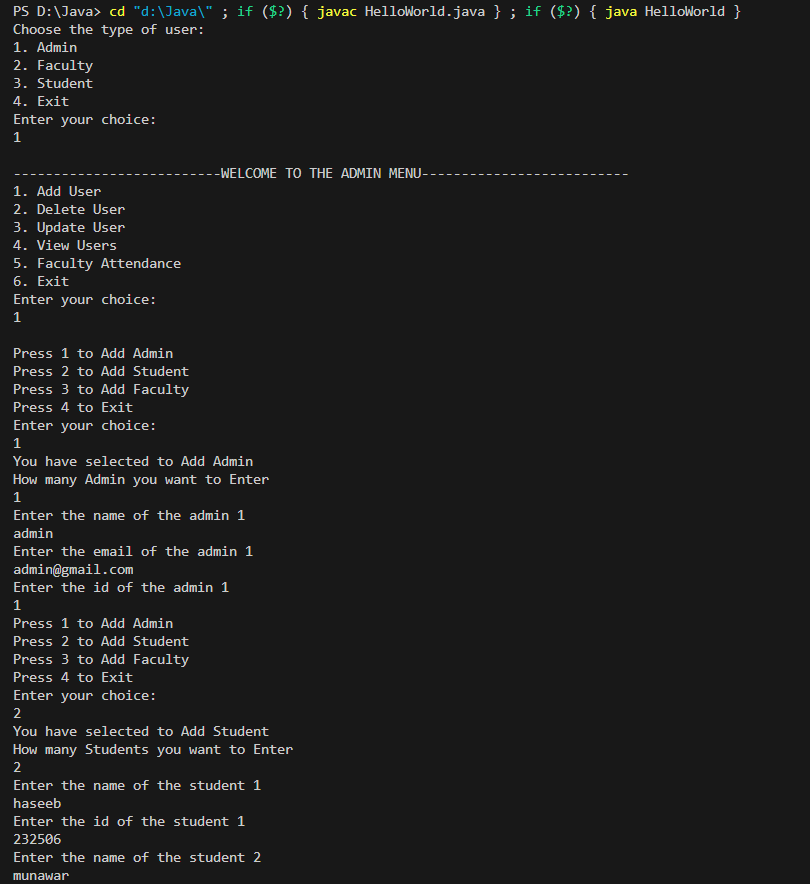 PS D:\Java> cd "d:\Java\" ; if ($?) { javac HelloWorld.java } ; if ($?) { java HelloWorld }
Choose the type of user:
1. Admin
2. Faculty
3. Student
4. Exit
Enter your choice:
1
--------------------------WELCOME TO THE ADMIN MENU--------------------------
1. Add User
2. Delete User
3. Update User
4. View Users
5. Faculty Attendance
6. Exit
Enter your choice:
1
Press 1 to Add Admin
Press 2 to Add Student
Press 3 to Add Faculty
Press 4 to Exit
Enter your choice:
1
You have selected to Add Admin
How many Admin you want to Enter
1
Enter the name of the admin 1
admin
Enter the email of the admin 1
admin@gmail.com
Enter the id of the admin 1
1
Press 1 to Add Admin
Press 2 to Add Student
Press 3 to Add Faculty
Press 4 to Exit
Enter your choice:
2
You have selected to Add Student
How many Students you want to Enter
2
Enter the name of the student 1
haseeb
Enter the id of the student 1
232506
Enter the name of the student 2
munawar